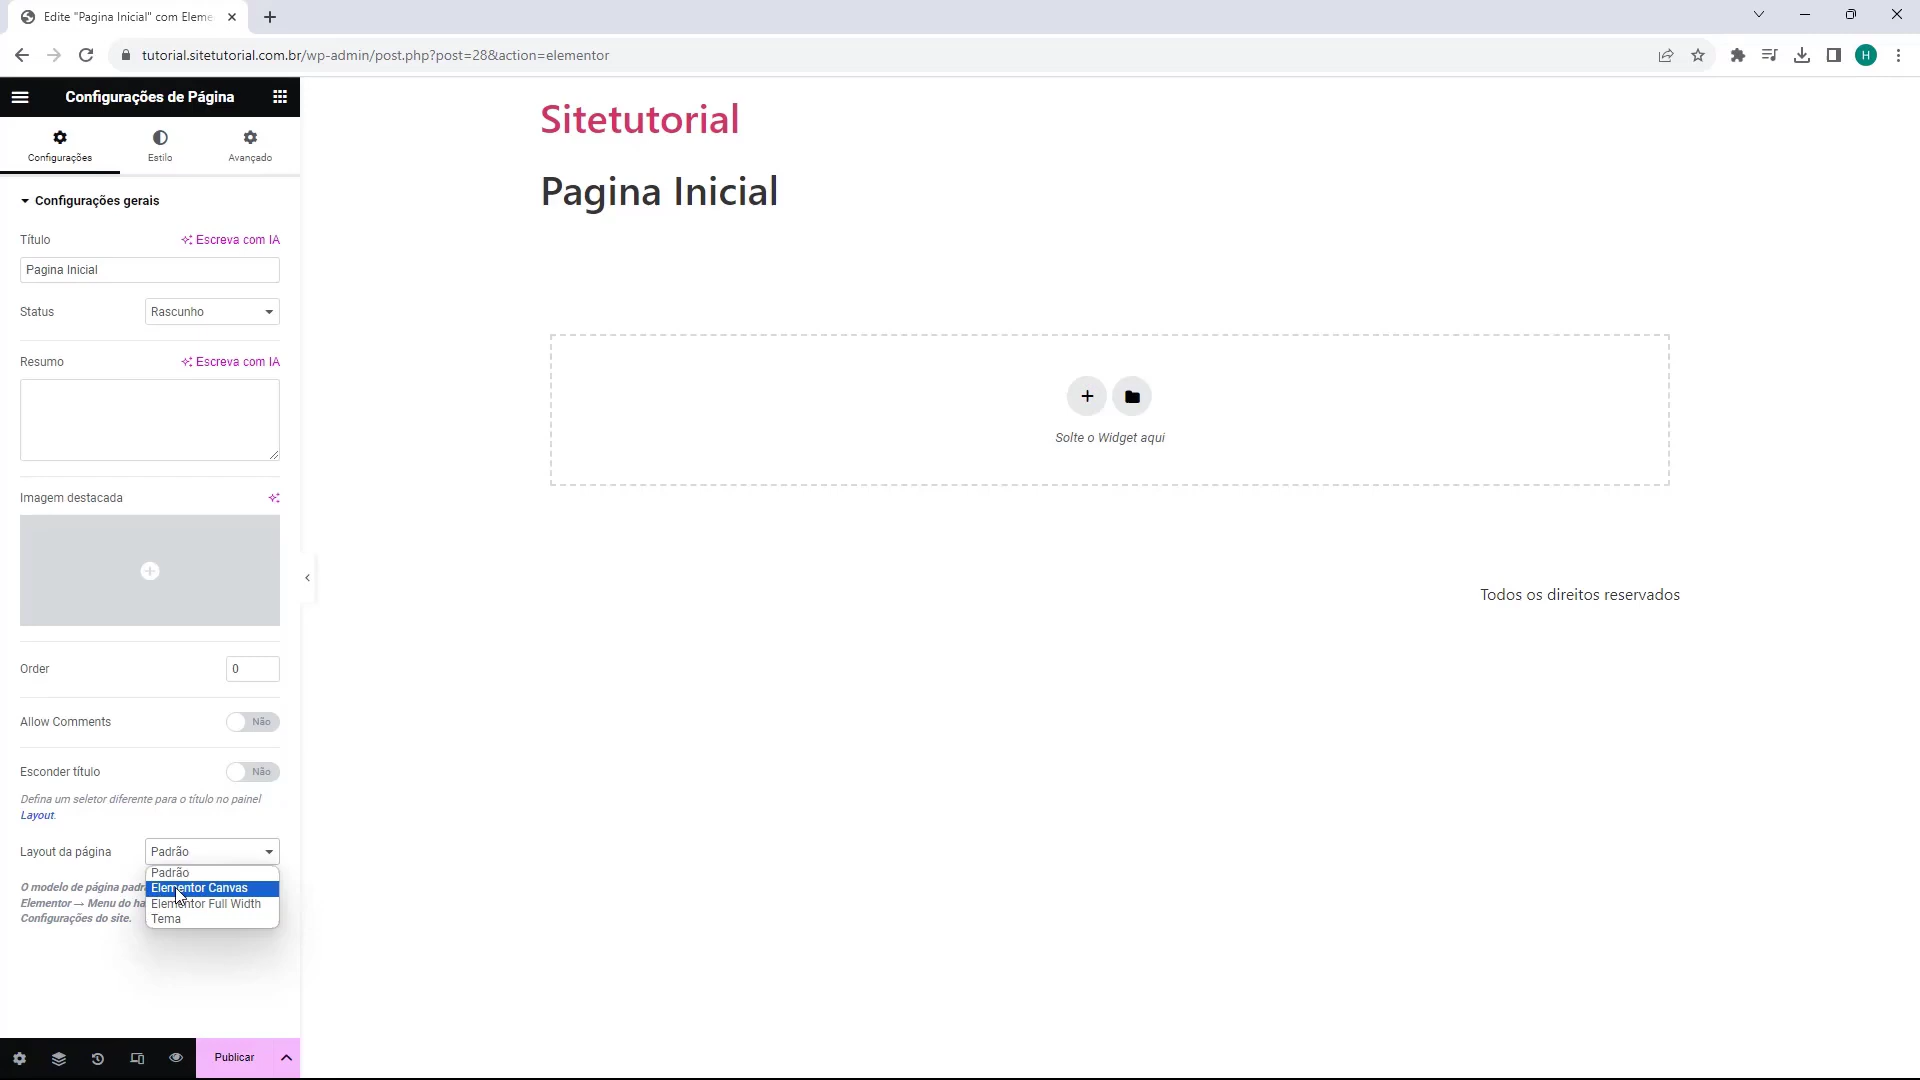 Edite "Pagina Inicial" com Eleme
tutorial.sitetutorial.com.br/wp-admin/post.php?post=28&action=elementor
H
Configurações de Página
Configurações
Estilo
Avançado
Configurações gerais
Título
Escreva com IA
Pagina Inicial
Status
Rascunho
Resumo
Escreva com IA
Imagem destacada
Order
0
Allow Comments
Não
Esconder título
Não
Defina um seletor diferente para o título no painel
Layout.
Layout da página
Padrão
Padrão
Elementor Canvas
Elementor Full Width
Tema
O modelo de página
Elementor → Menu do
Configurações do site.
Publicar
Sitetutorial
Pagina Inicial
Solte o Widget aqui
Todos os direitos reservados